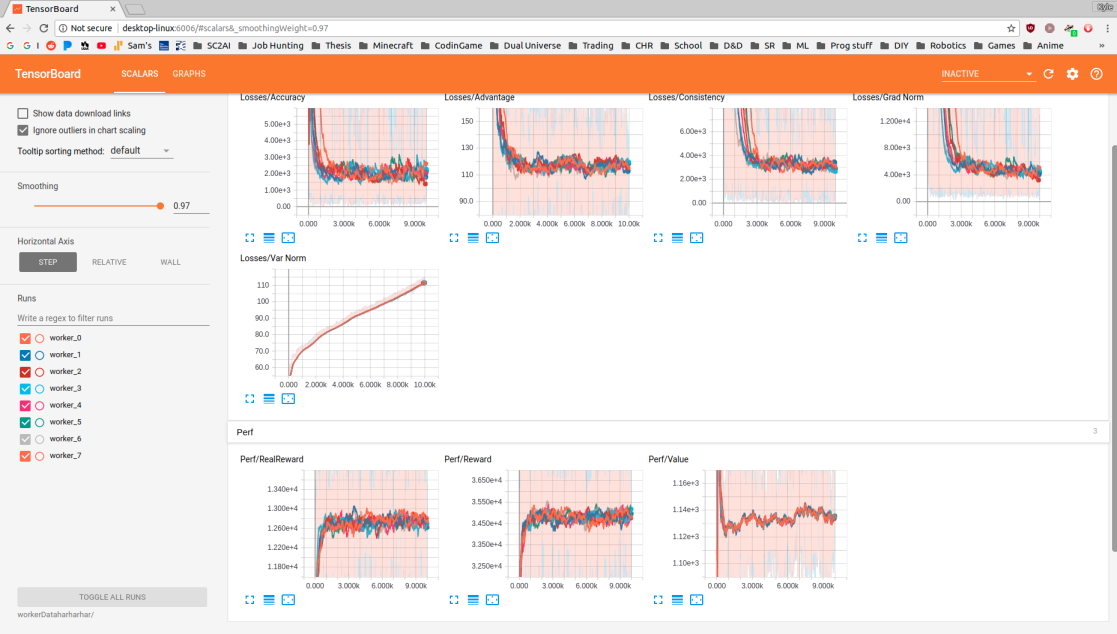 TensorBoard
Kyle
Not secure | desktop-linux:6006/#scalars&_smoothingWeight=0.97
Sam's SC2AI Job Hunting Thesis Minecraft CodinGame Dual Universe Trading CHR School D&D SR ML Prog stuff DIY Robotics Games Anime »
TensorBoard SCALARS GRAPHS INACTIVE
Show data download links
Ignore outliers in chart scaling
Tooltip sorting method: default
Smoothing
0.97
Horizontal Axis
STEP RELATIVE WALL
Runs
Write a regex to filter runs
worker_0
worker_1
worker_2
worker_3
worker_4
worker_5
worker_6
worker_7
TOGGLE ALL RUNS
workerDataharharhar/
Losses/Accuracy
5.00e+3
4.00e+3
3.00e+3
2.00e+3
1.00e+3
0.00
0.000 3.000k 6.000k 9.000k
Losses/Advantage
150
130
110
90.0
0.000 2.000k 4.000k 6.000k 8.000k 10.00k
Losses/Consistency
6.00e+3
4.00e+3
2.00e+3
0.00
0.000 3.000k 6.000k 9.000k
Losses/Grad Norm
1.200e+4
8.00e+3
4.00e+3
0.00
0.000 3.000k 6.000k 9.000k
Losses/Var Norm
110
100
90.0
80.0
70.0
60.0
0.000 2.000k 4.000k 6.000k 8.000k 10.00k
Perf 3
Perf/RealReward
1.340e+4
1.300e+4
1.260e+4
1.220e+4
1.180e+4
0.000 3.000k 6.000k 9.000k
Perf/Reward
3.650e+4
3.550e+4
3.450e+4
3.350e+4
3.250e+4
0.000 2.000k 4.000k 6.000k 8.000k 10.00k
Perf/Value
1.16e+3
1.14e+3
1.12e+3
1.10e+3
0.000 3.000k 6.000k 9.000k